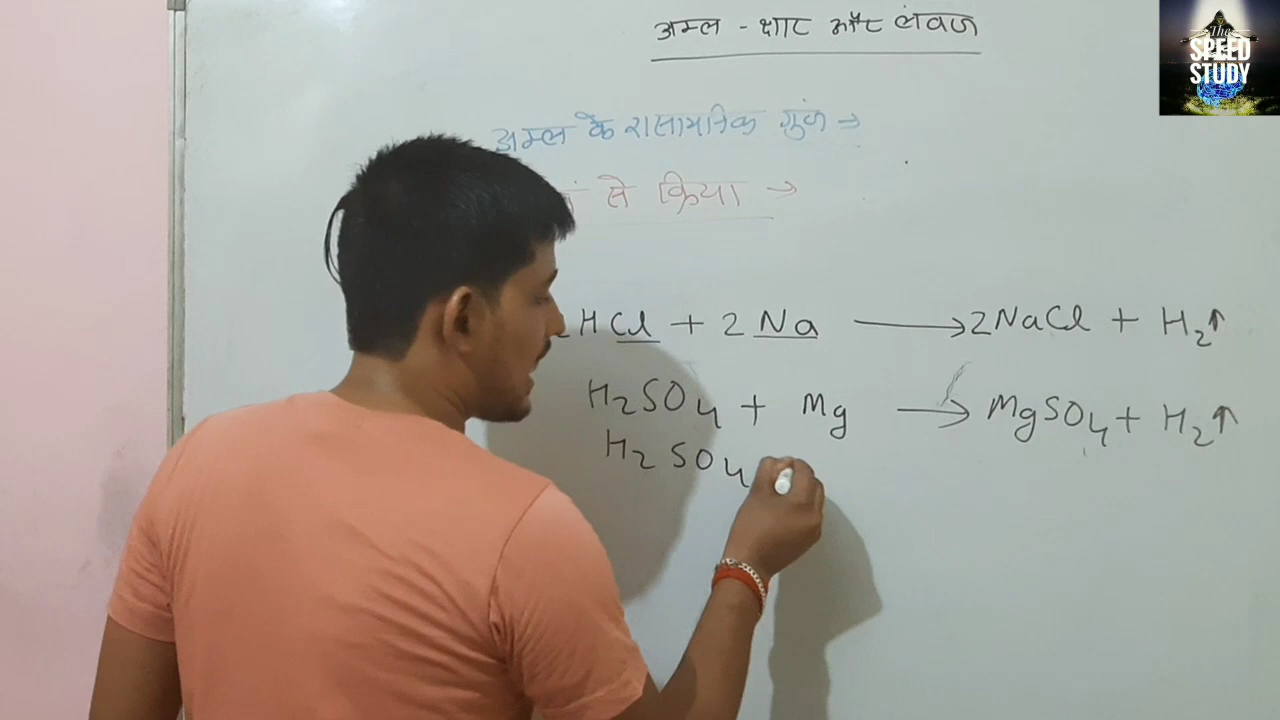 अम्ल - क्षार और लवण
The
SPEED
STUDY
अम्ल के रासायनिक गुण →
से क्रिया →
HCl + 2 Na ⟶ 2NaCl + H₂↑
H₂SO₄ + Mg ⟶ MgSO₄ + H₂↑
H₂SO₄